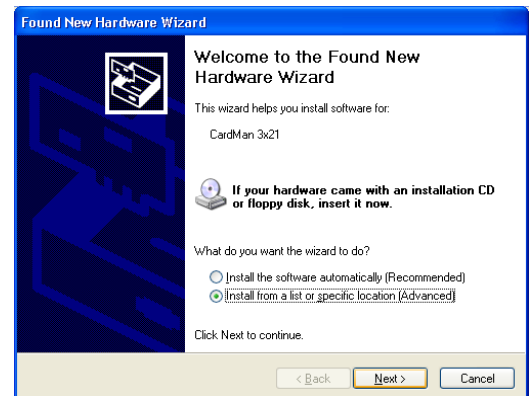 Found New Hardware Wizard
Welcome to the Found New
Hardware Wizard
This wizard helps you install software for:
CardMan 3x21
If your hardware came with an installation CD
or floppy disk, insert it now.
What do you want the wizard to do?
Install the software automatically (Recommended)
Install from a list or specific location (Advanced)
Click Next to continue.
< Back Next > Cancel